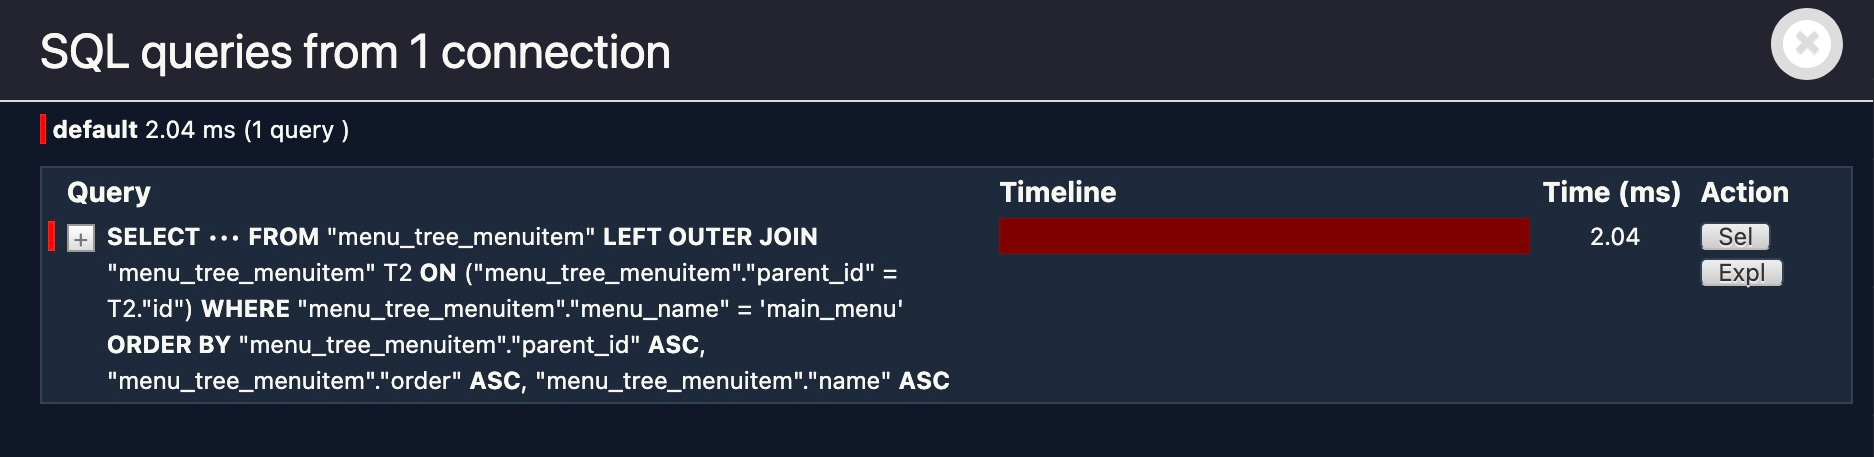 SQL queries from 1 connection
default 2.04 ms (1 query )
Query Timeline Time (ms) Action
+ SELECT ••• FROM "menu_tree_menuitem" LEFT OUTER JOIN 2.04 Sel
"menu_tree_menuitem" T2 ON ("menu_tree_menuitem"."parent_id" = Expl
T2."id") WHERE "menu_tree_menuitem"."menu_name" = 'main_menu'
ORDER BY "menu_tree_menuitem"."parent_id" ASC,
"menu_tree_menuitem"."order" ASC, "menu_tree_menuitem"."name" ASC